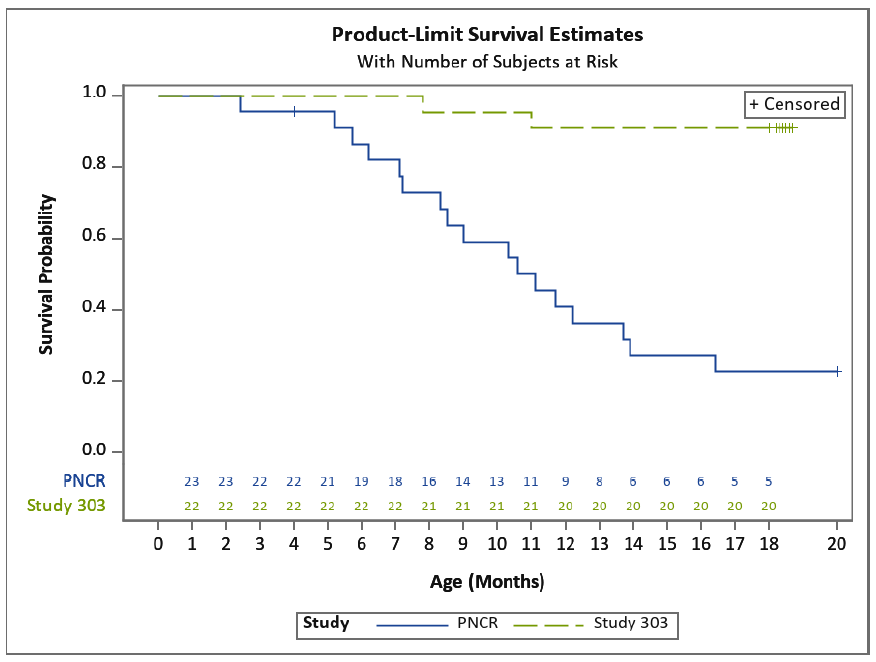 Product-Limit Survival Estimates
With Number of Subjects at Risk
+ Censored
1.0
0.8
0.6
0.4
0.2
0.0
Survival Probability
PNCR 23 23 22 22 21 19 18 16 14 13 11 9 8 6 6 6 5 5
Study 303 22 22 22 22 22 22 22 21 21 21 21 20 20 20 20 20 20 20
0 1 2 3 4 5 6 7 8 9 10 11 12 13 14 15 16 17 18 20
Age (Months)
Study PNCR Study 303